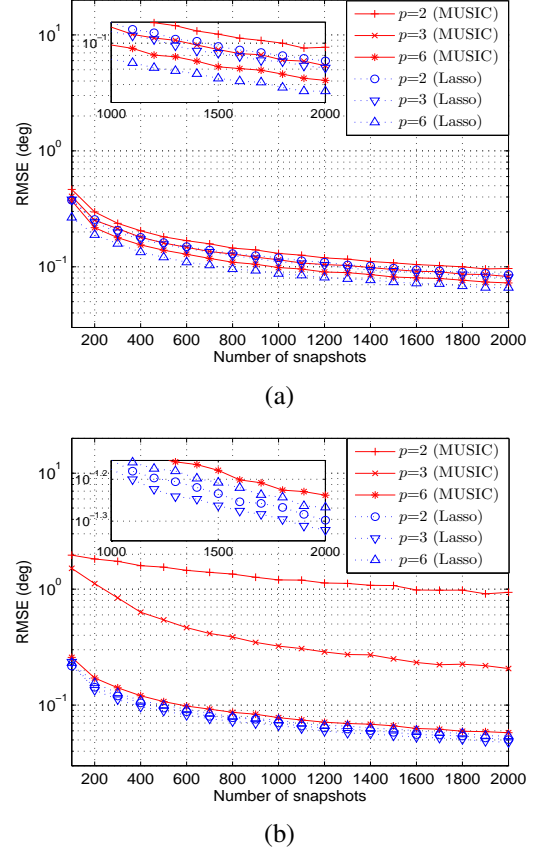 p=2 (MUSIC)
p=3 (MUSIC)
p=6 (MUSIC)
p=2 (Lasso)
p=3 (Lasso)
p=6 (Lasso)
10^1
10^0
10^-1
10^-1
1000 1500 2000
RMSE (deg)
200 400 600 800 1000 1200 1400 1600 1800 2000
Number of snapshots
(a)
p=2 (MUSIC)
p=3 (MUSIC)
p=6 (MUSIC)
p=2 (Lasso)
p=3 (Lasso)
p=6 (Lasso)
10^1
10^0
10^-1
10^-1.2
10^-1.3
1000 1500 2000
RMSE (deg)
200 400 600 800 1000 1200 1400 1600 1800 2000
Number of snapshots
(b)